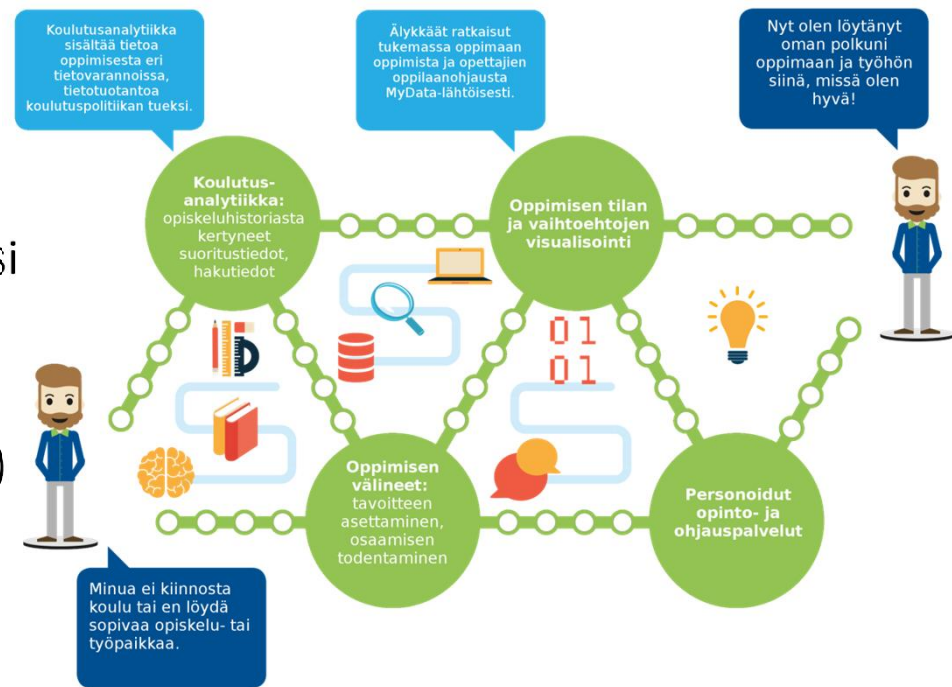 Koulutusanalytiikka
sisältää tietoa
oppimisesta eri
tietovarannoissa,
tietotuotantoa
koulutuspolitiikan tueksi.
Älykkäät ratkaisut
tukemassa oppimaan
oppimista ja opettajien
oppilaanohjausta
MyData-lähtöisesti.
Nyt olen löytänyt
oman polkuni
oppimaan ja työhön
siinä, missä olen
hyvä!
Koulutus-
analytiikka:
opiskeluhistoriasta
kertyneet
suoritustiedot,
hakutiedot
Oppimisen tilan
ja vaihtoehtojen
visualisointi
si
01
01
)
Oppimisen
välineet:
tavoitteen
asettaminen,
osaamisen
todentaminen
Personoidut
opinto- ja
ohjauspalvelut
Minua ei kiinnosta
koulu tai en löydä
sopivaa opiskelu- tai
työpaikkaa.